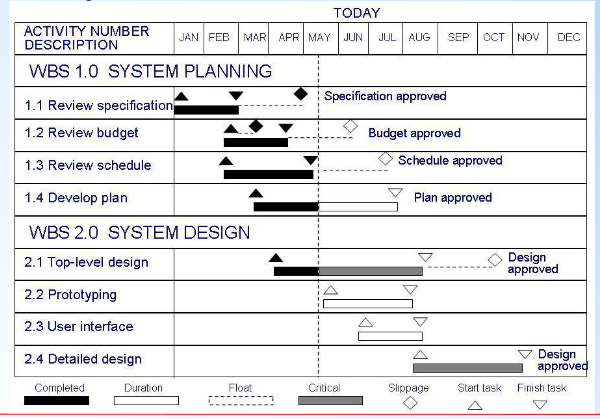 TODAY
ACTIVITY NUMBER
DESCRIPTION
JAN FEB MAR APR MAY JUN JUL AUG SEP OCT NOV DEC
WBS 1.0 SYSTEM PLANNING
1.1 Review specification
Specification approved
1.2 Review budget
Budget approved
1.3 Review schedule
Schedule approved
1.4 Develop plan
Plan approved
WBS 2.0 SYSTEM DESIGN
2.1 Top-level design
Design
approved
2.2 Prototyping
2.3 User interface
2.4 Detailed design
Design
approved
Completed Duration Float Critical Slippage Start task Finish task